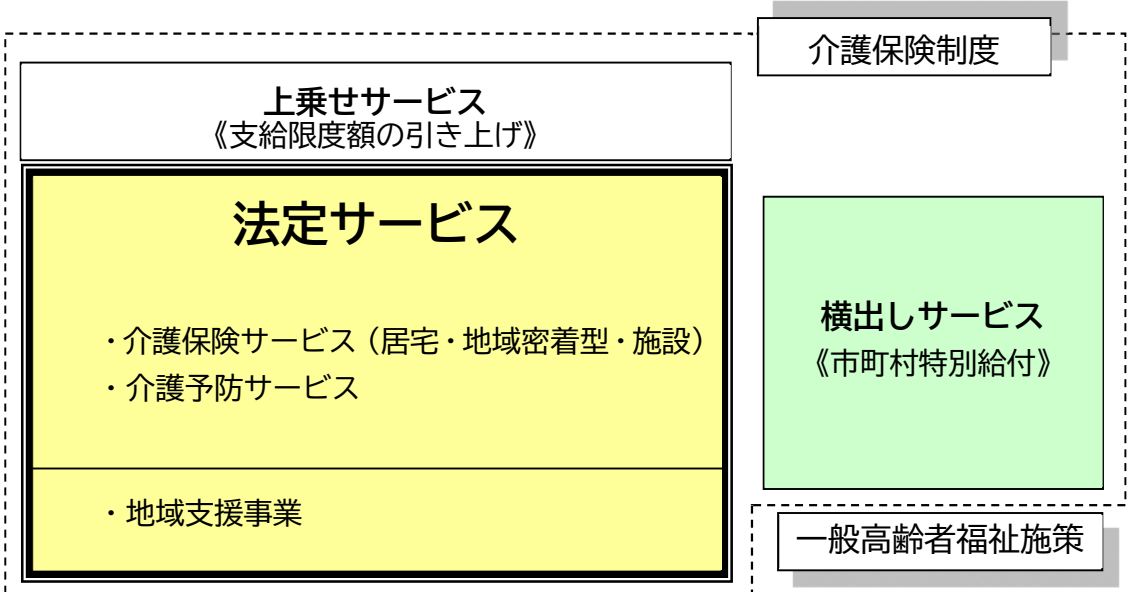 介護保険制度
上乗せサービス
《支給限度額の引き上げ》
法定サービス
・介護保険サービス（居宅・地域密着型・施設）
・介護予防サービス
・地域支援事業
横出しサービス
《市町村特別給付》
一般高齢者福祉施策